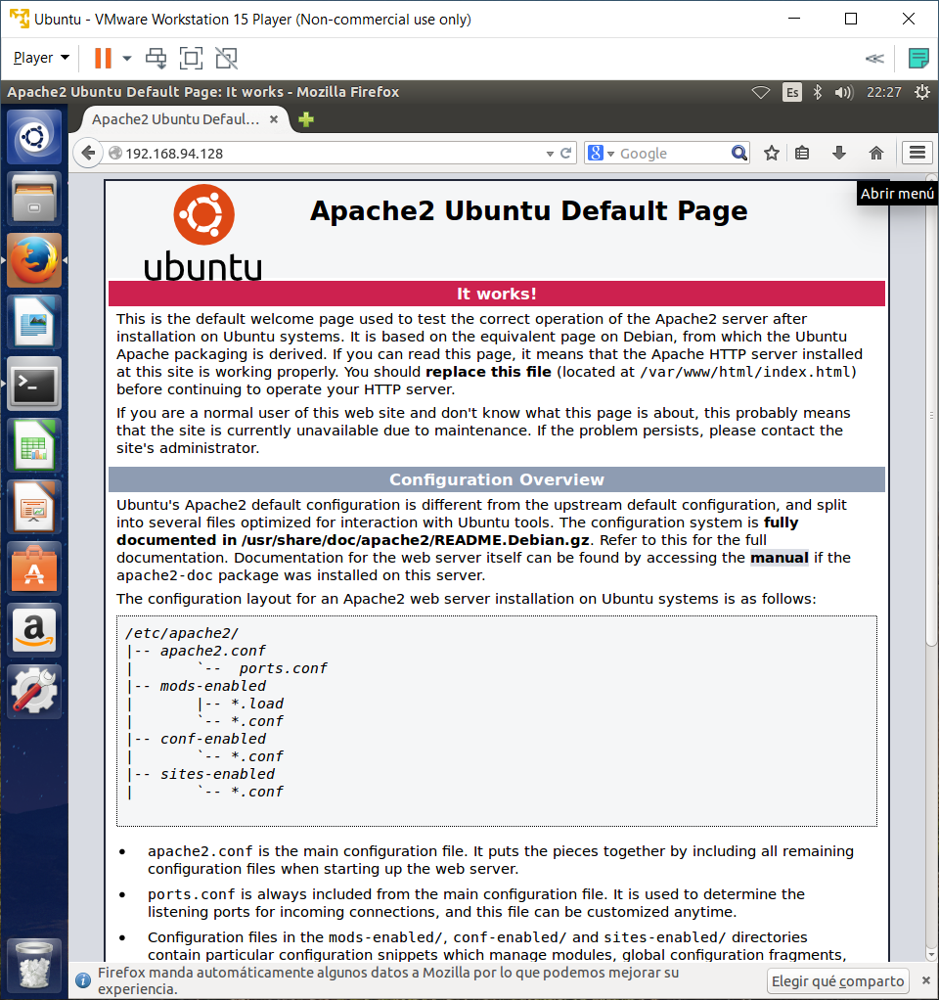 Ubuntu - VMware Workstation 15 Player (Non-commercial use only)
Player
Apache2 Ubuntu Default Page: It works - Mozilla Firefox
Es
22:27
Apache2 Ubuntu Defaul...
192.168.94.128
8
Google
Abrir menú
ubuntu
Apache2 Ubuntu Default Page
It works!
This is the default welcome page used to test the correct operation of the Apache2 server after
installation on Ubuntu systems. It is based on the equivalent page on Debian, from which the Ubuntu
Apache packaging is derived. If you can read this page, it means that the Apache HTTP server installed
at this site is working properly. You should replace this file (located at /var/www/html/index.html)
before continuing to operate your HTTP server.
If you are a normal user of this web site and don't know what this page is about, this probably means
that the site is currently unavailable due to maintenance. If the problem persists, please contact the
site's administrator.
Configuration Overview
Ubuntu's Apache2 default configuration is different from the upstream default configuration, and split
into several files optimized for interaction with Ubuntu tools. The configuration system is fully
documented in /usr/share/doc/apache2/README.Debian.gz. Refer to this for the full
documentation. Documentation for the web server itself can be found by accessing the manual if the
apache2-doc package was installed on this server.
The configuration layout for an Apache2 web server installation on Ubuntu systems is as follows:
/etc/apache2/
|-- apache2.conf
|       `--  ports.conf
|-- mods-enabled
|       |-- *.load
|       `-- *.conf
|-- conf-enabled
|       `-- *.conf
|-- sites-enabled
|       `-- *.conf
• apache2.conf is the main configuration file. It puts the pieces together by including all remaining
configuration files when starting up the web server.
• ports.conf is always included from the main configuration file. It is used to determine the
listening ports for incoming connections, and this file can be customized anytime.
• Configuration files in the mods-enabled/, conf-enabled/ and sites-enabled/ directories
contain particular configuration snippets which manage modules, global configuration fragments,
Firefox manda automáticamente algunos datos a Mozilla por lo que podemos mejorar su
experiencia.
Elegir qué comparto